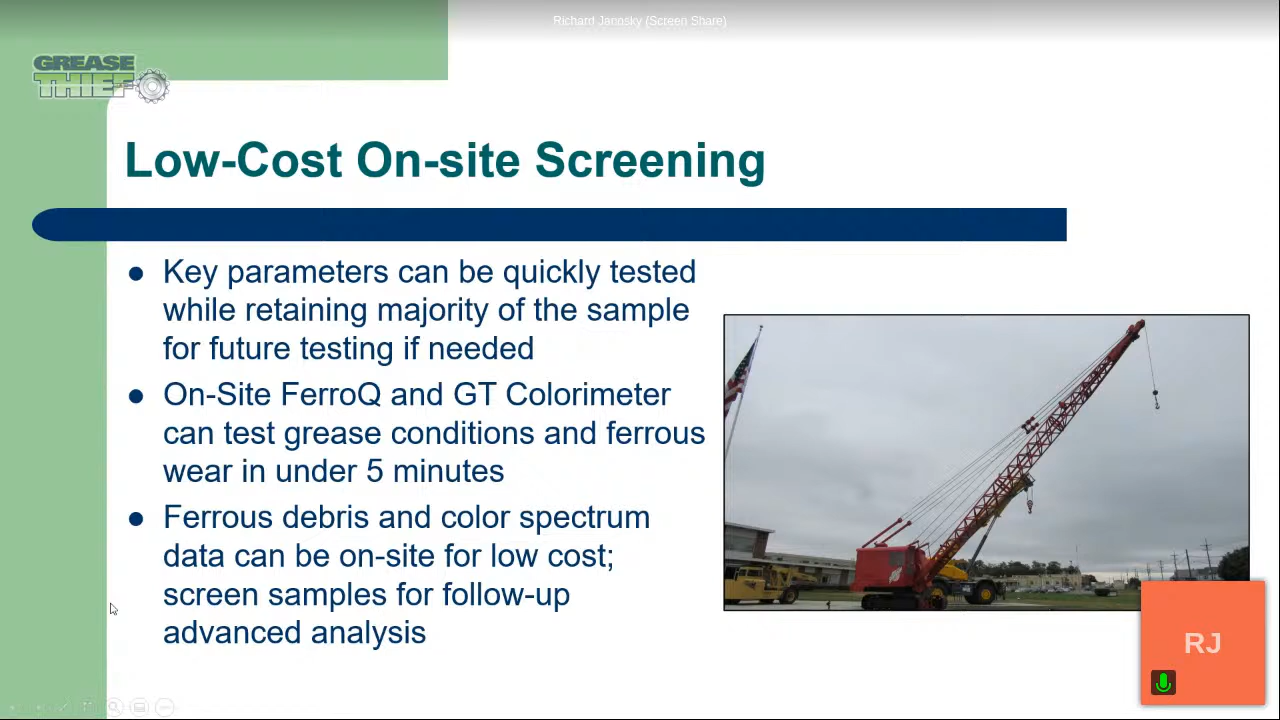 Richard Janosky (Screen Share)
GREASE
THIEF
Low-Cost On-site Screening
● Key parameters can be quickly tested
while retaining majority of the sample
for future testing if needed
● On-Site FerroQ and GT Colorimeter
can test grease conditions and ferrous
wear in under 5 minutes
● Ferrous debris and color spectrum
data can be on-site for low cost;
screen samples for follow-up
advanced analysis
RJ